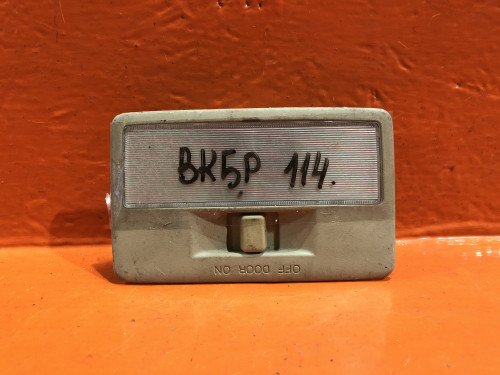 BK5P 114.
OFF DOOR ON